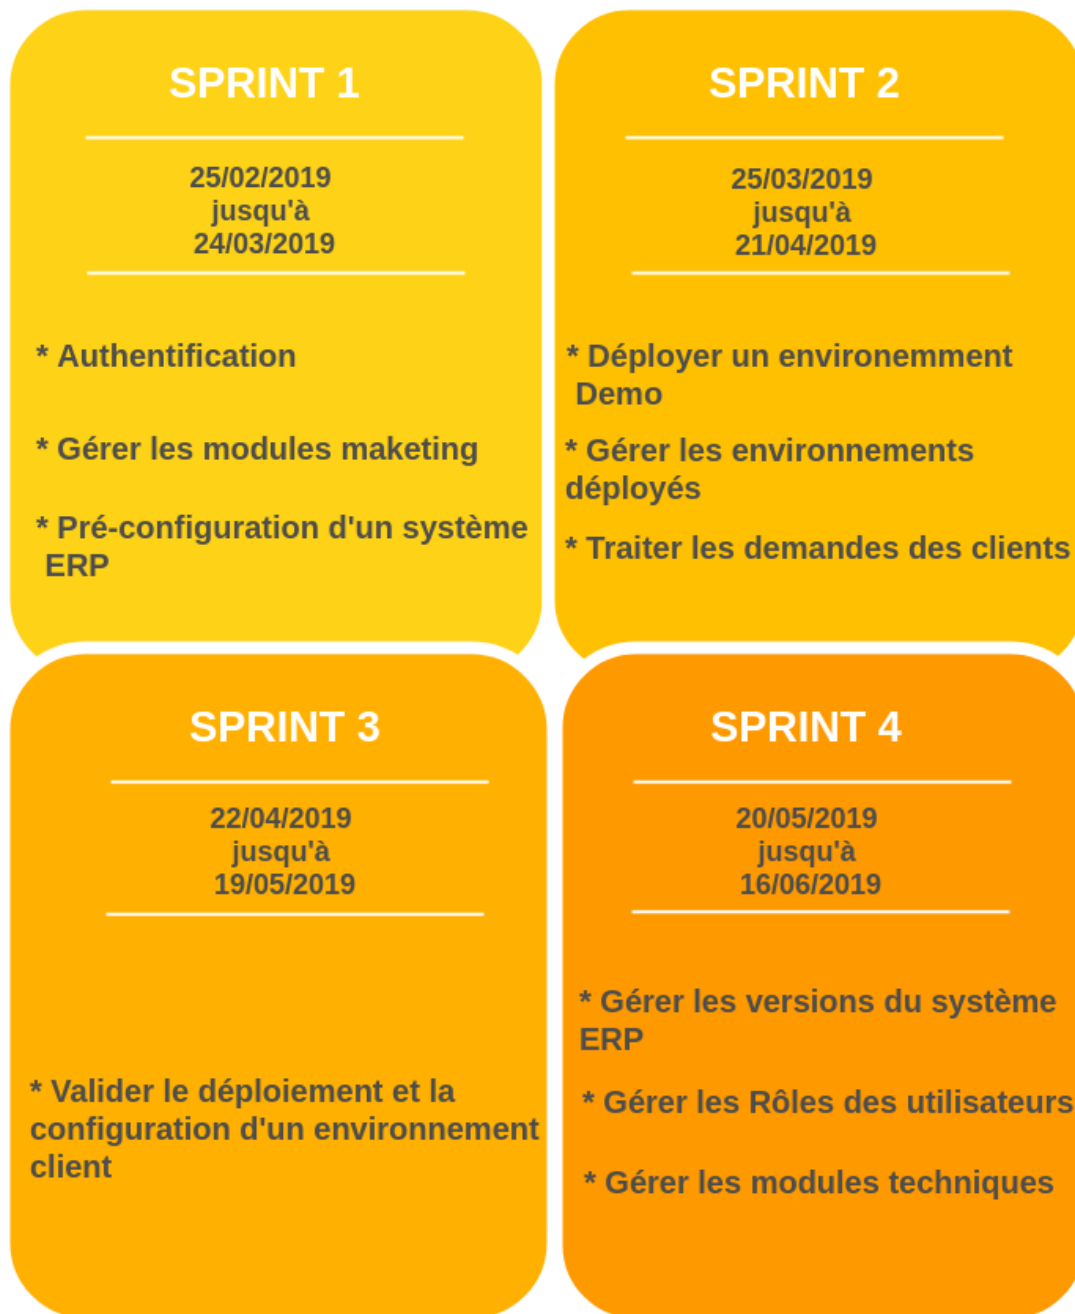 SPRINT 1
25/02/2019
jusqu'à
24/03/2019
* Authentification
* Gérer les modules maketing
* Pré-configuration d'un système
ERP
SPRINT 2
25/03/2019
jusqu'à
21/04/2019
* Déployer un environemment
Demo
* Gérer les environnements
déployés
* Traiter les demandes des clients
SPRINT 3
22/04/2019
jusqu'à
19/05/2019
* Valider le déploiement et la
configuration d'un environnement
client
SPRINT 4
20/05/2019
jusqu'à
16/06/2019
* Gérer les versions du système
ERP
* Gérer les Rôles des utilisateurs
* Gérer les modules techniques